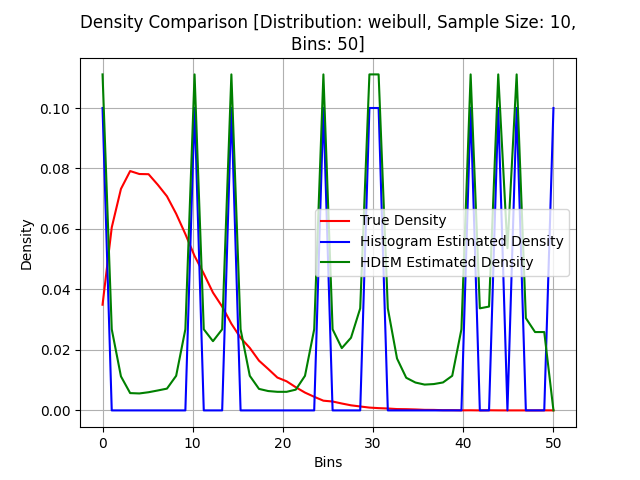 Density Comparison [Distribution: weibull, Sample Size: 10,
Bins: 50]
Density
0.10
0.08
0.06
0.04
0.02
0.00
True Density
Histogram Estimated Density
HDEM Estimated Density
0 10 20 30 40 50
Bins